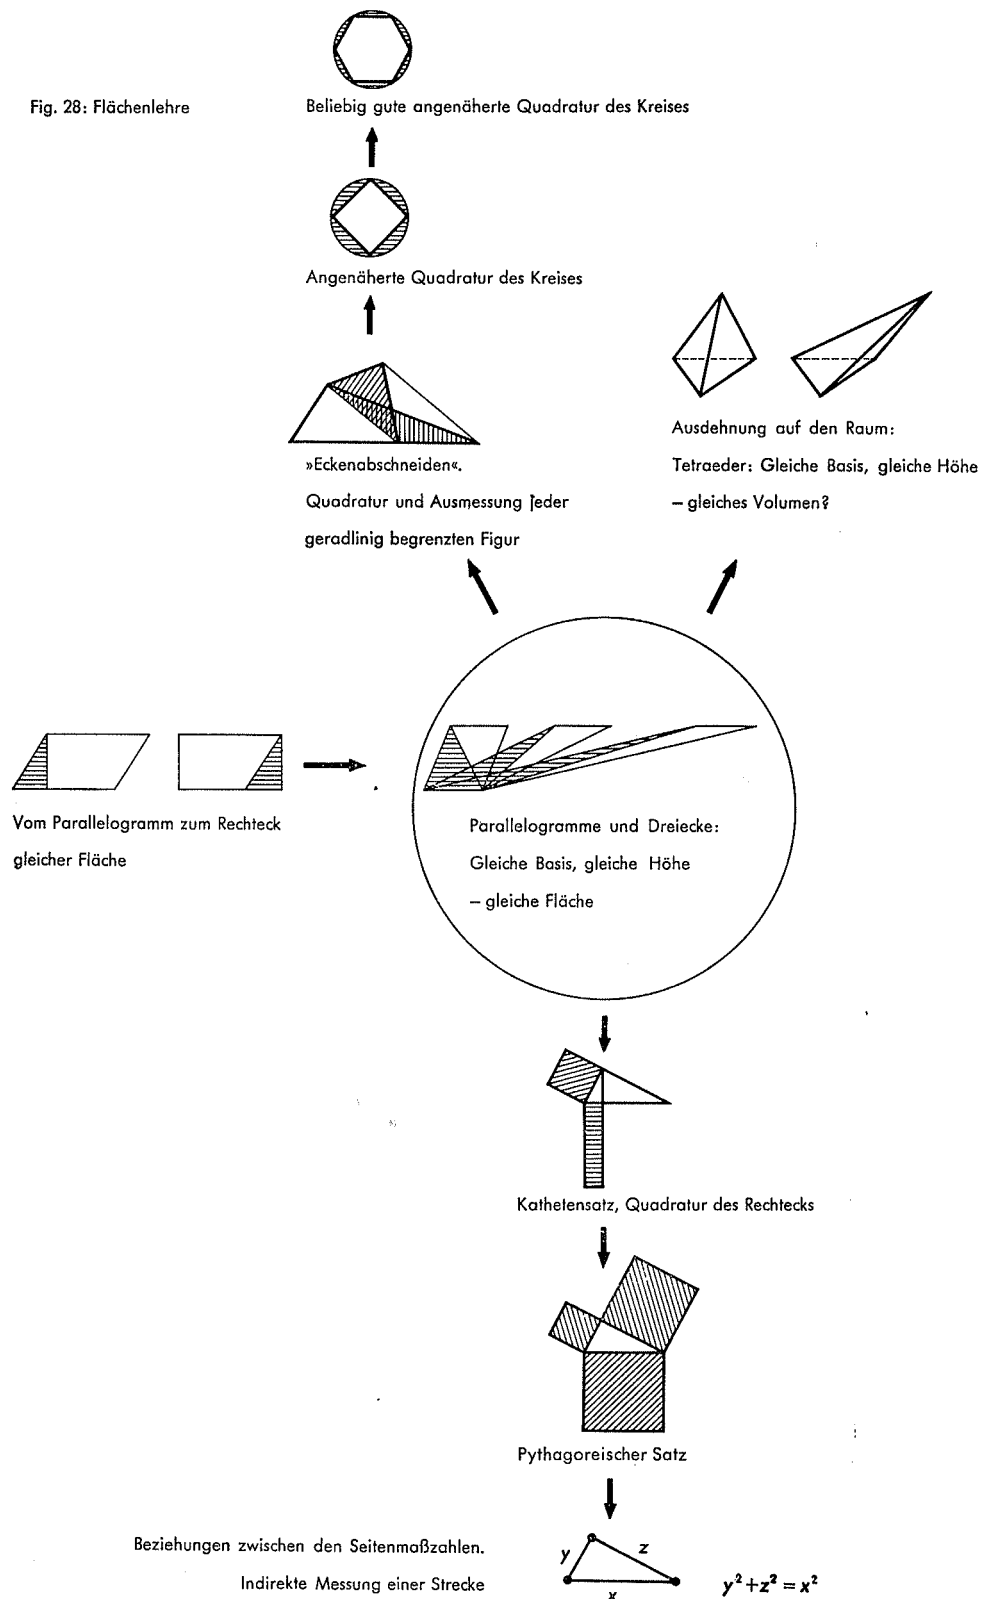 Fig. 28: Flächenlehre
Beliebig gute angenäherte Quadratur des Kreises
Angenäherte Quadratur des Kreises
»Eckenabschneiden«.
Quadratur und Ausmessung jeder
geradlinig begrenzten Figur
Ausdehnung auf den Raum:
Tetraeder: Gleiche Basis, gleiche Höhe
– gleiches Volumen?
Vom Parallelogramm zum Rechteck
gleicher Fläche
Parallelogramme und Dreiecke:
Gleiche Basis, gleiche Höhe
– gleiche Fläche
Kathetensatz, Quadratur des Rechtecks
Pythagoreischer Satz
Beziehungen zwischen den Seitenmaßzahlen.
Indirekte Messung einer Strecke
y
z
x
y²+z²=x²